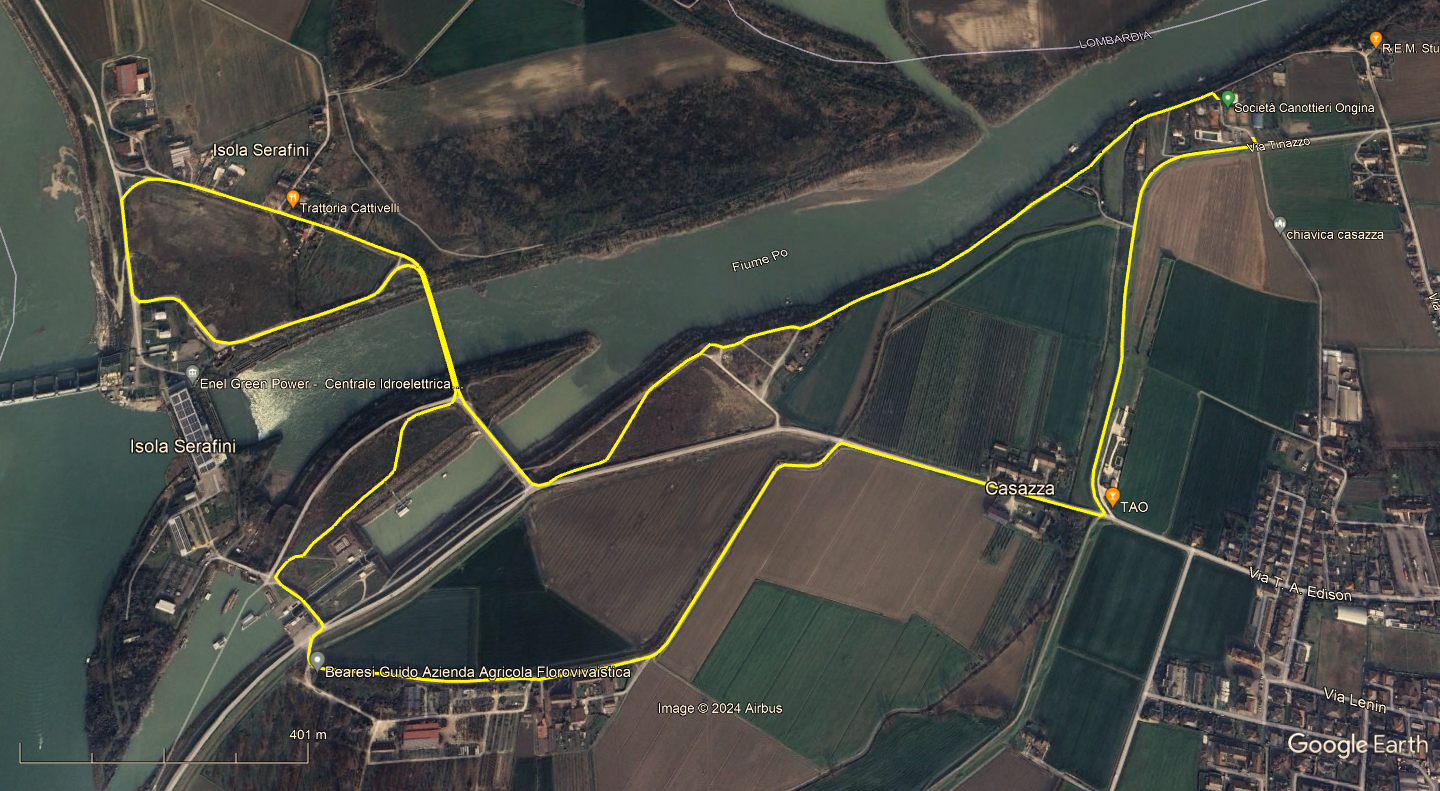 LOMBARDIA
R.E.M. Stu
Società Canottieri Ongina
Via Tinazzo
Isola Serafini
Trattoria Cattivelli
chiavica casazza
Fiume Po
Enel Green Power - Centrale Idroelettrica ...
Isola Serafini
Casazza
TAO
Via T. A. Edison
Bearesi Guido Azienda Agricola Florovivaistica
Via Lenin
Image © 2024 Airbus
401 m
Google Earth